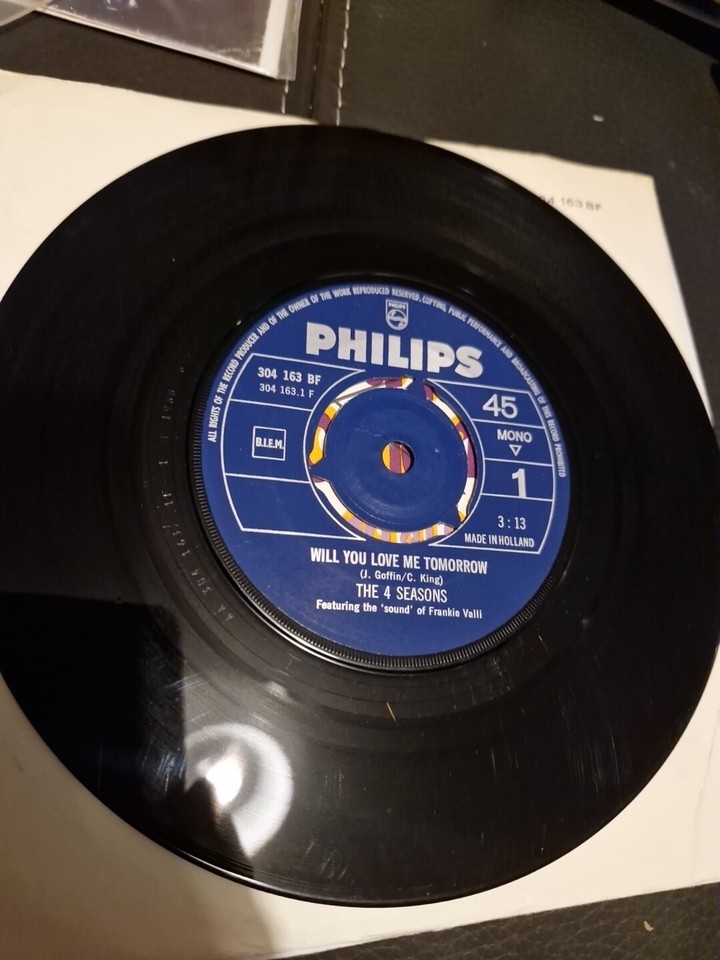 163 BF
ALL RIGHTS OF THE RECORD PRODUCER AND OF THE OWNER OF THE WORK REPRODUCED RESERVED. COPYING, PUBLIC PERFORMANCE AND BROADCASTING OF THIS RECORD PROHIBITED
PHILIPS
PHILIPS
304 163 BF
304 163.1 F
45
B.I.E.M.
MONO
1
3 : 13
MADE IN HOLLAND
WILL YOU LOVE ME TOMORROW
(J. Goffin/C. King)
THE 4 SEASONS
Featuring the 'sound' of Frankie Valli